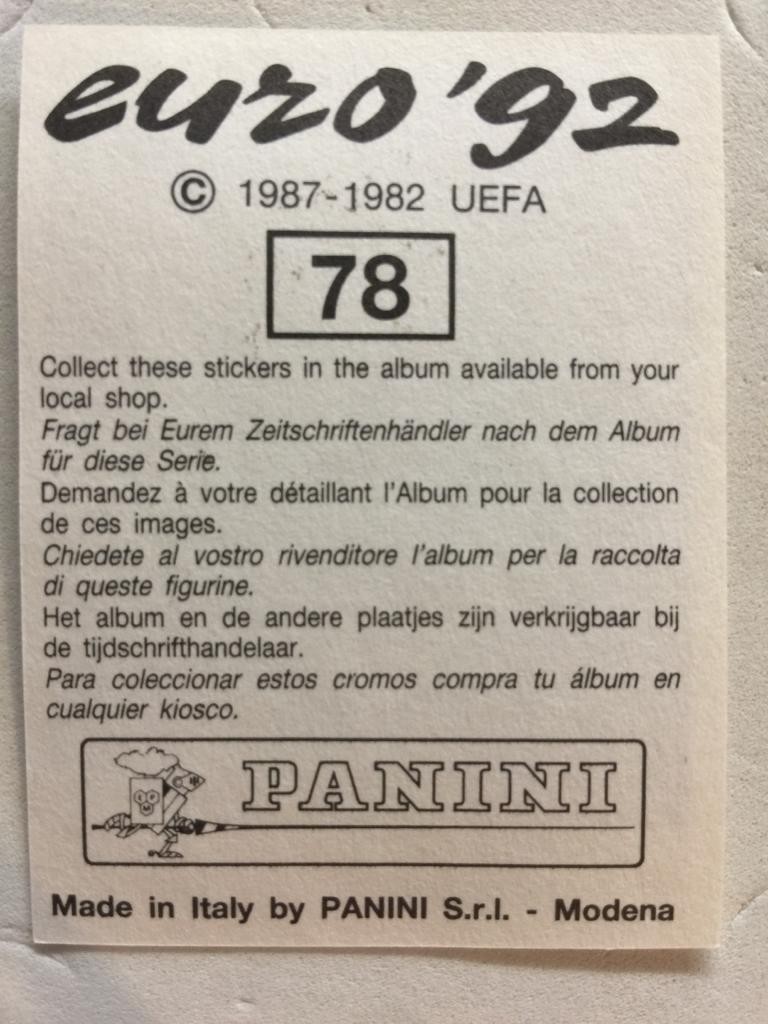 euro '92
© 1987-1982 UEFA
78
Collect these stickers in the album available from your
local shop.
Fragt bei Eurem Zeitschriftenhändler nach dem Album
für diese Serie.
Demandez à votre détaillant l'Album pour la collection
de ces images.
Chiedete al vostro rivenditore l'album per la raccolta
di queste figurine.
Het album en de andere plaatjes zijn verkrijgbaar bij
de tijdschrifthandelaar.
Para coleccionar estos cromos compra tu álbum en
cualquier kiosco.
PANINI
Made in Italy by PANINI S.r.l. - Modena